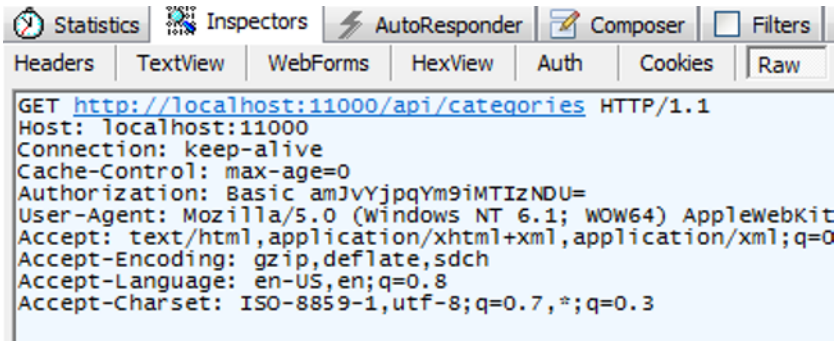 Statistics Inspectors AutoResponder Composer Filters
Headers TextView WebForms HexView Auth Cookies Raw
GET http://localhost:11000/api/categories HTTP/1.1
Host: localhost:11000
Connection: keep-alive
Cache-Control: max-age=0
Authorization: Basic amJvYjpqYm9iMTIzNDU=
User-Agent: Mozilla/5.0 (Windows NT 6.1; WOW64) AppleWebKit
Accept: text/html,application/xhtml+xml,application/xml;q=0
Accept-Encoding: gzip,deflate,sdch
Accept-Language: en-US,en;q=0.8
Accept-Charset: ISO-8859-1,utf-8;q=0.7,*;q=0.3